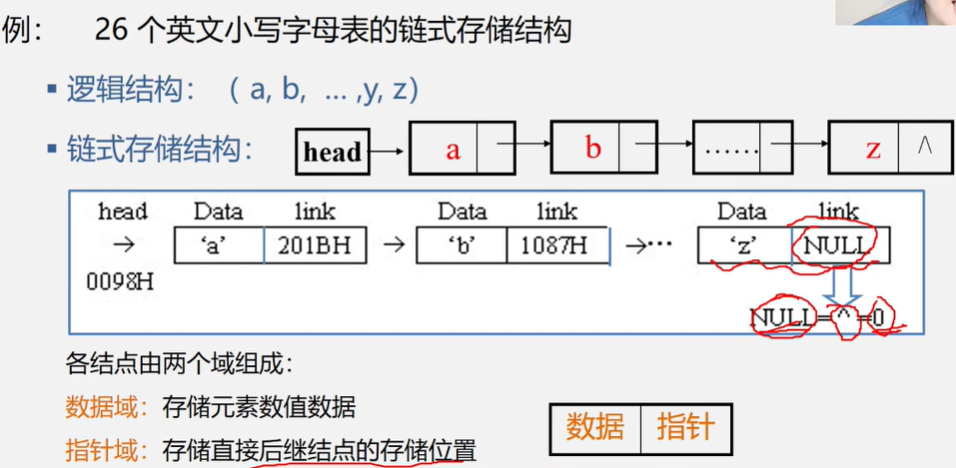 例： 26 个英文小写字母表的链式存储结构
▪ 逻辑结构：（ a, b, … ,y, z）
▪ 链式存储结构： head a b …… z ∧
head Data link Data link Data link
→ ‘a’ 201BH → ‘b’ 1087H →… ‘z’ NULL
0098H
NULL=^=0
各结点由两个域组成：
数据域：存储元素数值数据
数据 指针
指针域：存储直接后继结点的存储位置